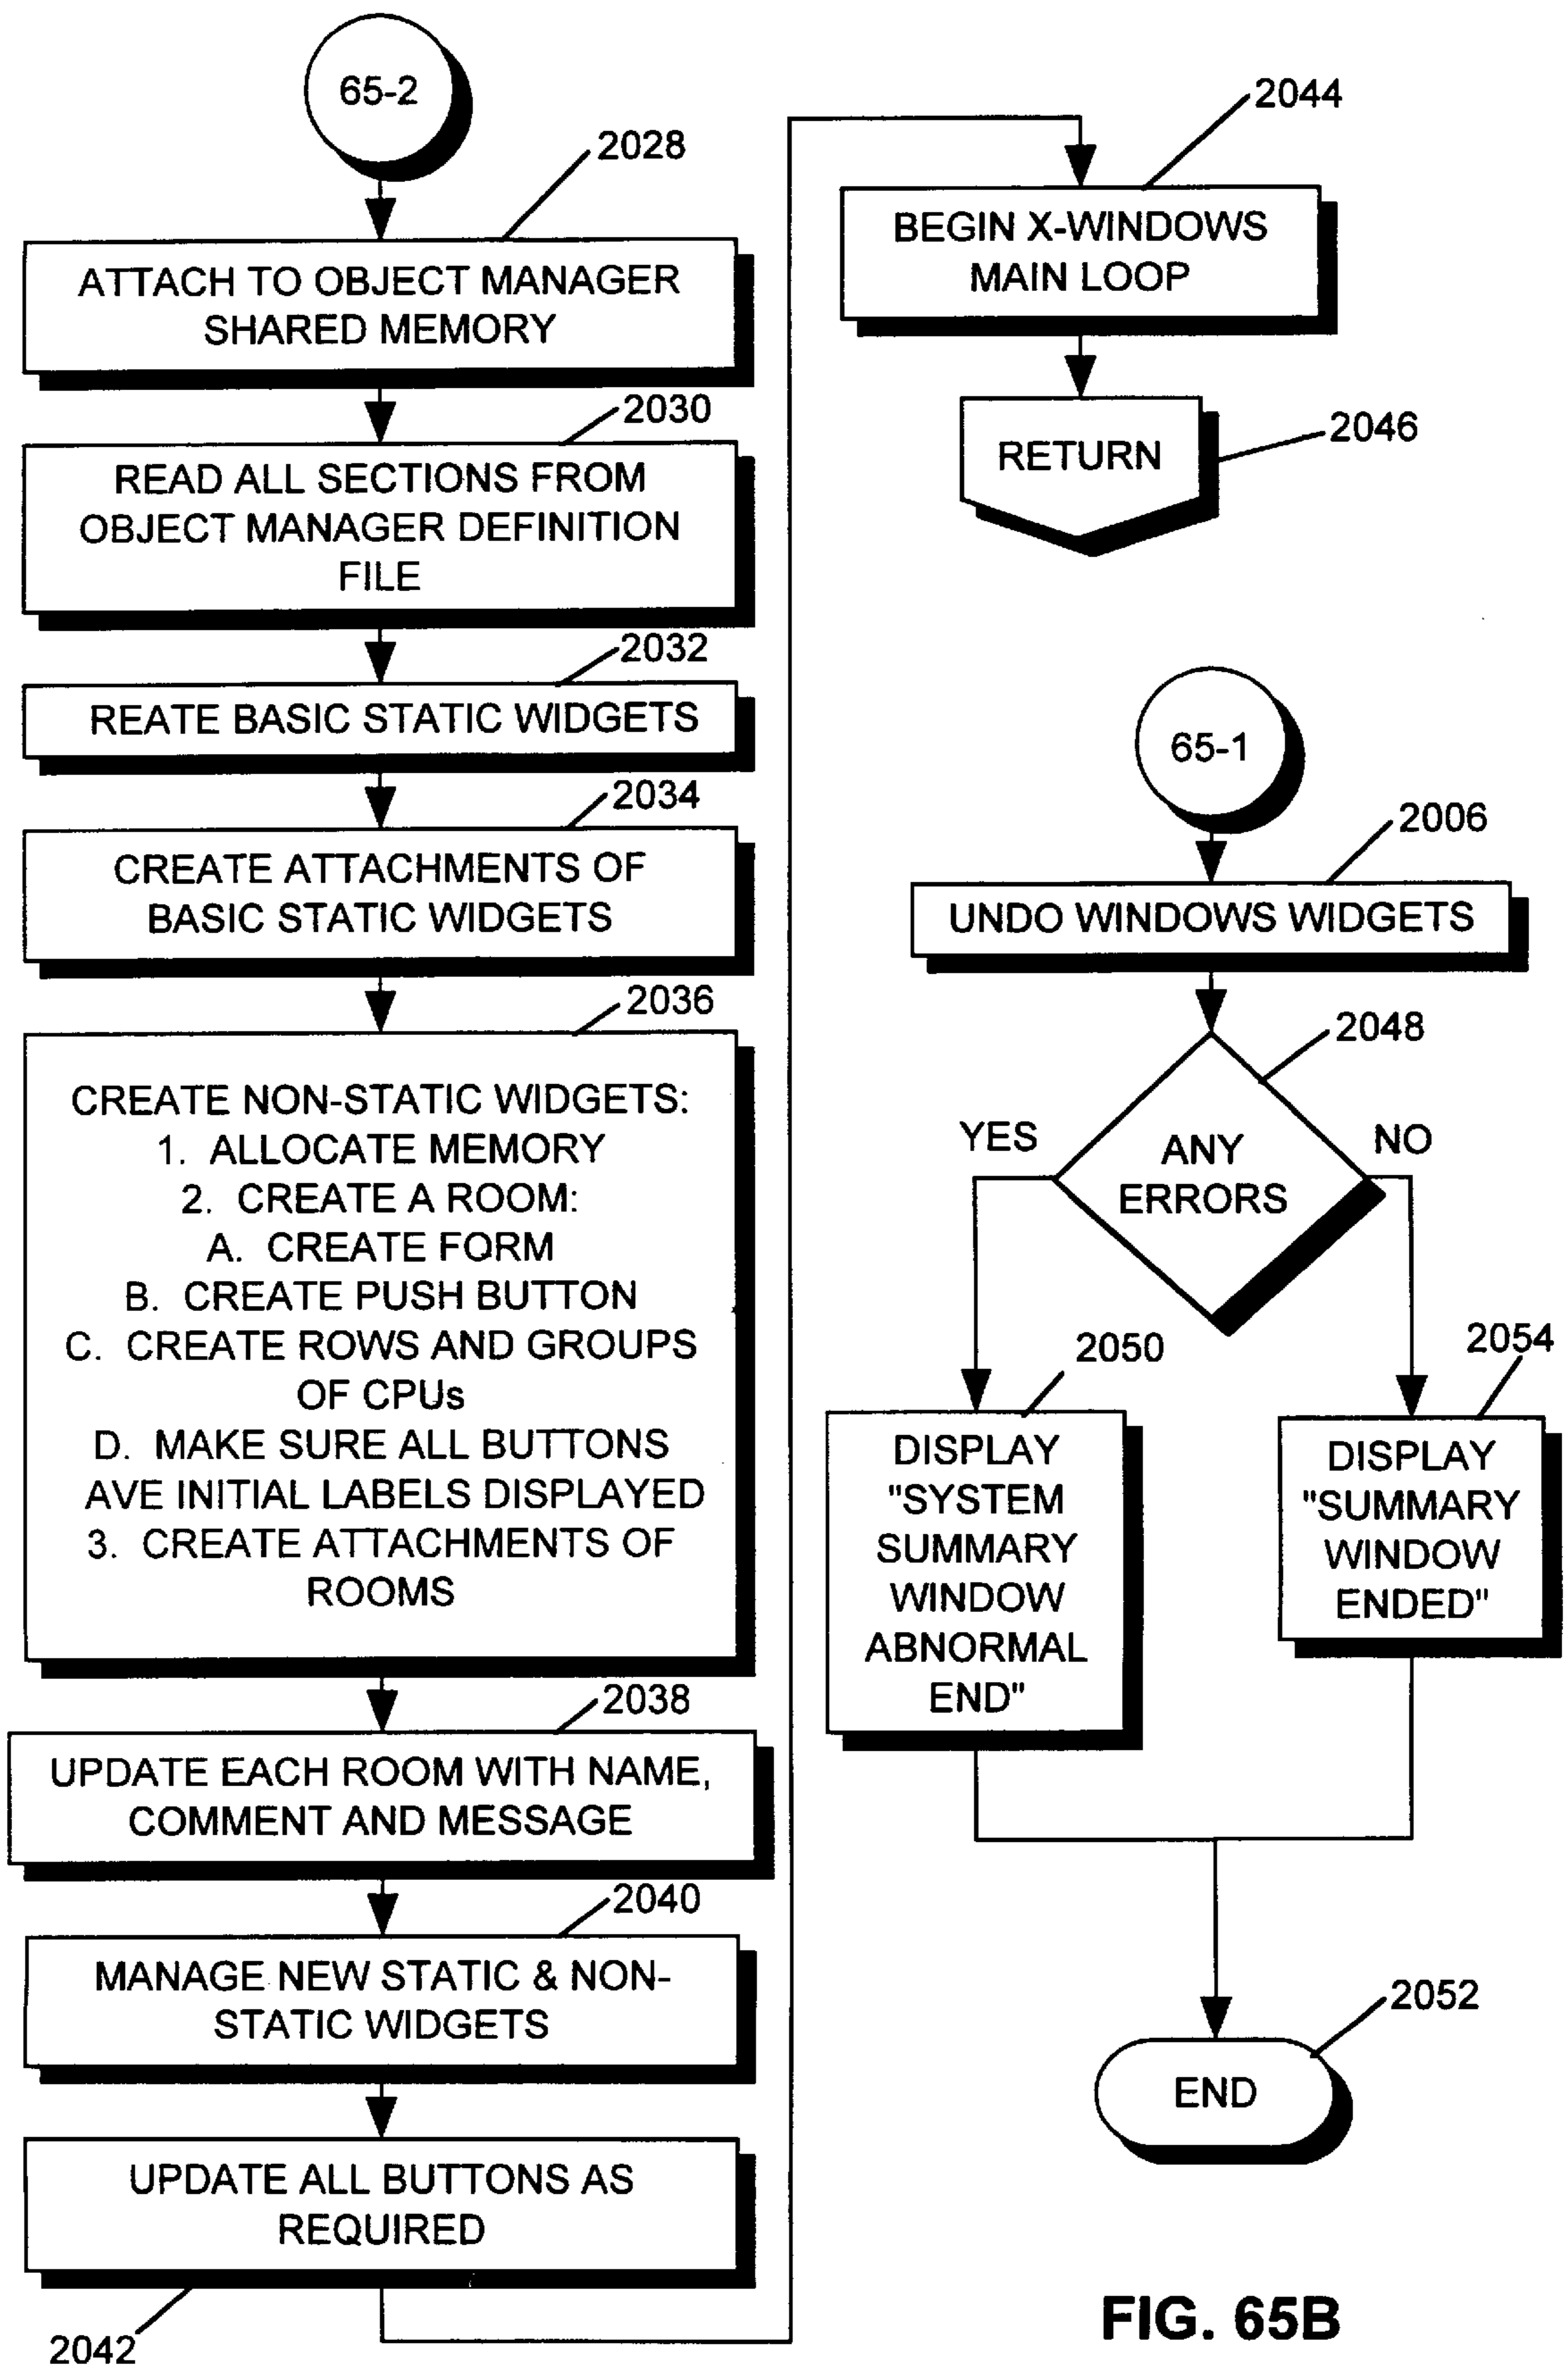 65-2
2028
ATTACH TO OBJECT MANAGER
SHARED MEMORY
2030
READ ALL SECTIONS FROM
OBJECT MANAGER DEFINITION
FILE
2032
REATE BASIC STATIC WIDGETS
2034
CREATE ATTACHMENTS OF
BASIC STATIC WIDGETS
2036
CREATE NON-STATIC WIDGETS:
1. ALLOCATE MEMORY
2. CREATE A ROOM:
A. CREATE FORM
B. CREATE PUSH BUTTON
C. CREATE ROWS AND GROUPS
OF CPUs
D. MAKE SURE ALL BUTTONS
AVE INITIAL LABELS DISPLAYED
3. CREATE ATTACHMENTS OF
ROOMS
2038
UPDATE EACH ROOM WITH NAME,
COMMENT AND MESSAGE
2040
MANAGE NEW STATIC & NON-
STATIC WIDGETS
UPDATE ALL BUTTONS AS
REQUIRED
2042
2044
BEGIN X-WINDOWS
MAIN LOOP
RETURN
2046
65-1
2006
UNDO WINDOWS WIDGETS
2048
YES
ANY
ERRORS
NO
2050
DISPLAY
"SYSTEM
SUMMARY
WINDOW
ABNORMAL
END"
2054
DISPLAY
"SUMMARY
WINDOW
ENDED"
2052
END
FIG. 65B